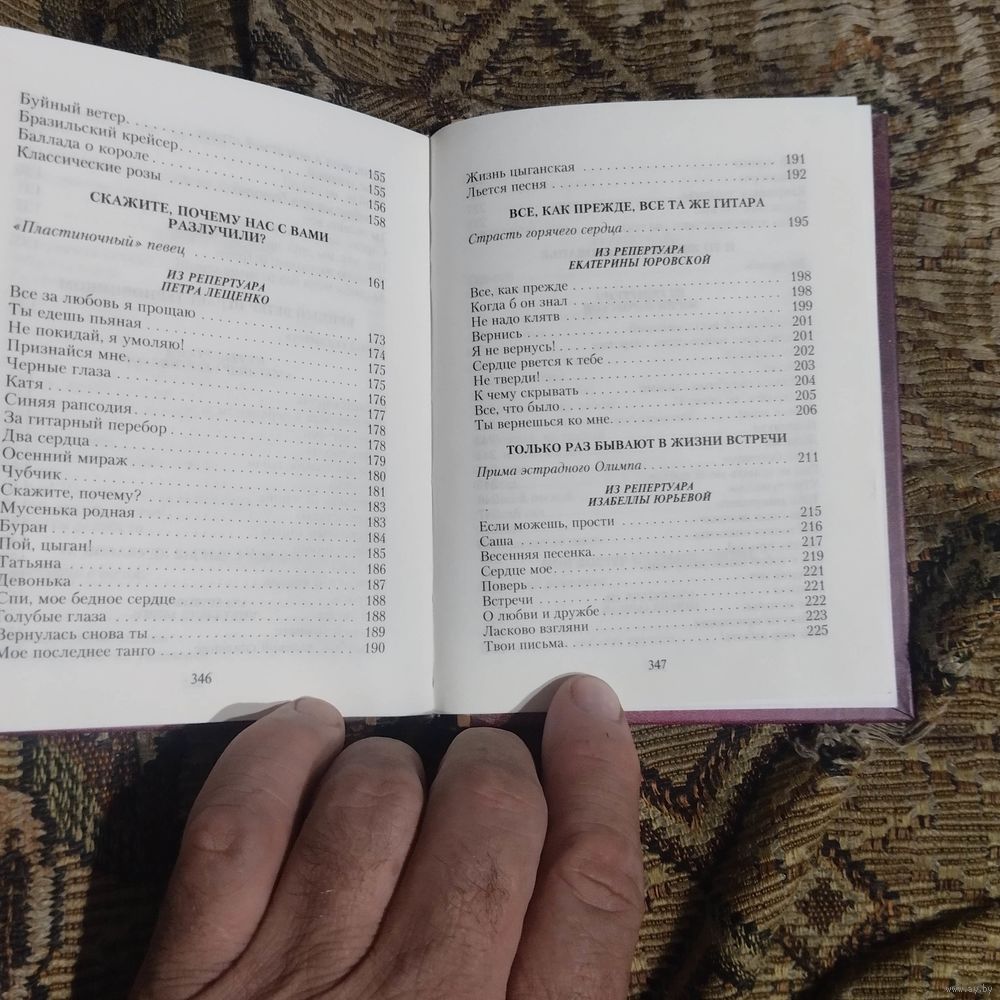 Буйный ветер. . . . . . . . . . 155
Бразильский крейсер. . . . . . . . . . 155
Баллада о короле . . . . . . . . . . 156
Классические розы . . . . . . . . . . 158
СКАЖИТЕ, ПОЧЕМУ НАС С ВАМИ
РАЗЛУЧИЛИ?
«Пластиночный» певец . . . . . . . . . . 161
ИЗ РЕПЕРТУАРА
ПЕТРА ЛЕЩЕНКО
Все за любовь я прощаю . . . . . . . . . . 173
Ты едешь пьяная . . . . . . . . . . 174
Не покидай, я умоляю! . . . . . . . . . . 175
Признайся мне. . . . . . . . . . 175
Черные глаза . . . . . . . . . . 176
Катя . . . . . . . . . . 177
Синяя рапсодия. . . . . . . . . . 178
За гитарный перебор . . . . . . . . . . 178
Два сердца . . . . . . . . . . 179
Осенний мираж . . . . . . . . . . 180
Чубчик . . . . . . . . . . 181
Скажите, почему? . . . . . . . . . . 183
Мусенька родная . . . . . . . . . . 183
Буран . . . . . . . . . . 184
Пой, цыган! . . . . . . . . . . 185
Татьяна . . . . . . . . . . 186
Девонька . . . . . . . . . . 187
Спи, мое бедное сердце . . . . . . . . . . 188
Голубые глаза . . . . . . . . . . 188
Вернулась снова ты . . . . . . . . . . 189
Мое последнее танго . . . . . . . . . . 190
346
Жизнь цыганская . . . . . . . . . . 191
Льется песня . . . . . . . . . . 192
ВСЕ, КАК ПРЕЖДЕ, ВСЕ ТА ЖЕ ГИТАРА
Страсть горячего сердца . . . . . . . . . . 195
ИЗ РЕПЕРТУАРА
ЕКАТЕРИНЫ ЮРОВСКОЙ
Все, как прежде . . . . . . . . . . 198
Когда б он знал . . . . . . . . . . 198
Не надо клятв . . . . . . . . . . 199
Вернись . . . . . . . . . . 201
Я не вернусь! . . . . . . . . . . 201
Сердце рвется к тебе . . . . . . . . . . 202
Не тверди! . . . . . . . . . . 203
К чему скрывать . . . . . . . . . . 204
Все, что было . . . . . . . . . . 205
Ты вернешься ко мне. . . . . . . . . . 206
ТОЛЬКО РАЗ БЫВАЮТ В ЖИЗНИ ВСТРЕЧИ
Прима эстрадного Олимпа. . . . . . . . . . 211
ИЗ РЕПЕРТУАРА
ИЗАБЕЛЛЫ ЮРЬЕВОЙ
Если можешь, прости . . . . . . . . . . 215
Саша . . . . . . . . . . 216
Весенняя песенка. . . . . . . . . . 217
Сердце мое. . . . . . . . . . 219
Поверь . . . . . . . . . . 221
Встречи . . . . . . . . . . 221
О любви и дружбе . . . . . . . . . . 222
Ласково взгляни . . . . . . . . . . 223
Твои письма. . . . . . . . . . 225
347
www.ay.by